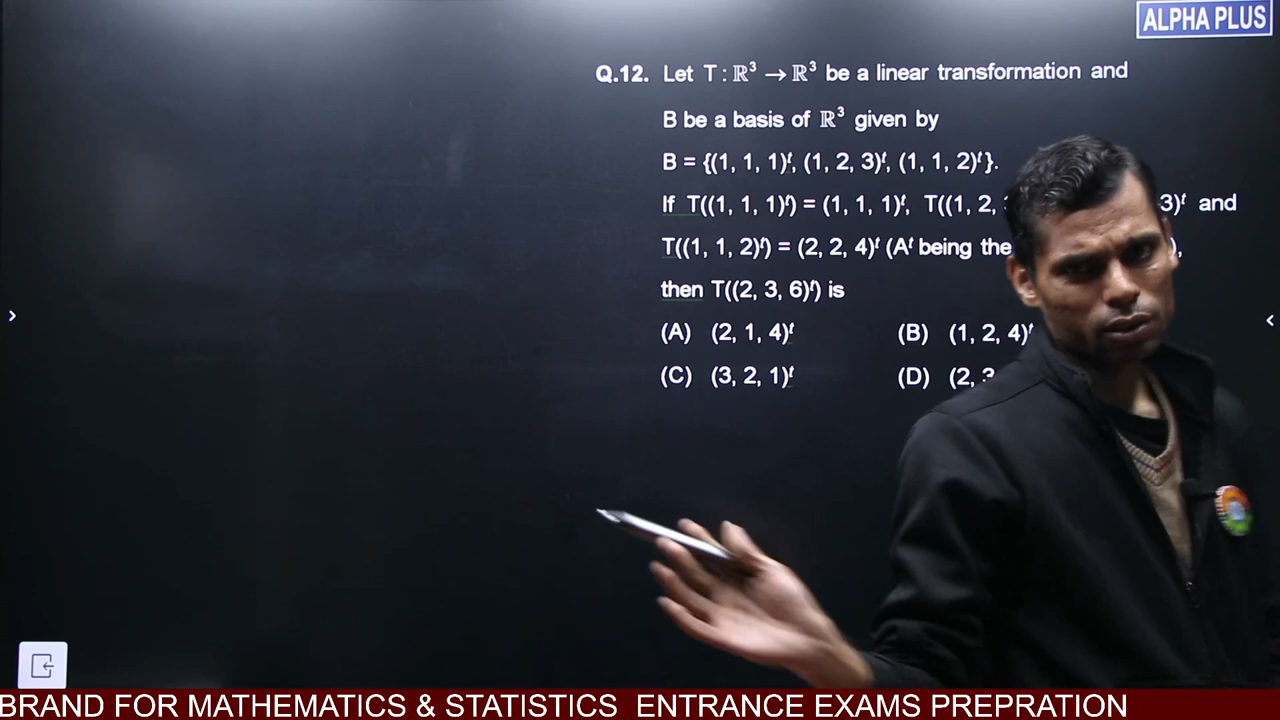 ALPHA PLUS
Q.12. Let T : ℝ³ → ℝ³ be a linear transformation and
B be a basis of ℝ³ given by
B = {(1, 1, 1)ᵗ, (1, 2, 3)ᵗ, (1, 1, 2)ᵗ}.
If T((1, 1, 1)ᵗ) = (1, 1, 1)ᵗ, T((1, 2, 3)ᵗ and
T((1, 1, 2)ᵗ) = (2, 2, 4)ᵗ (Aᵗ being the
then T((2, 3, 6)ᵗ) is
(A) (2, 1, 4)ᵗ (B) (1, 2, 4)ᵗ
(C) (3, 2, 1)ᵗ (D) (2, 3
BRAND FOR MATHEMATICS & STATISTICS ENTRANCE EXAMS PREPRATION